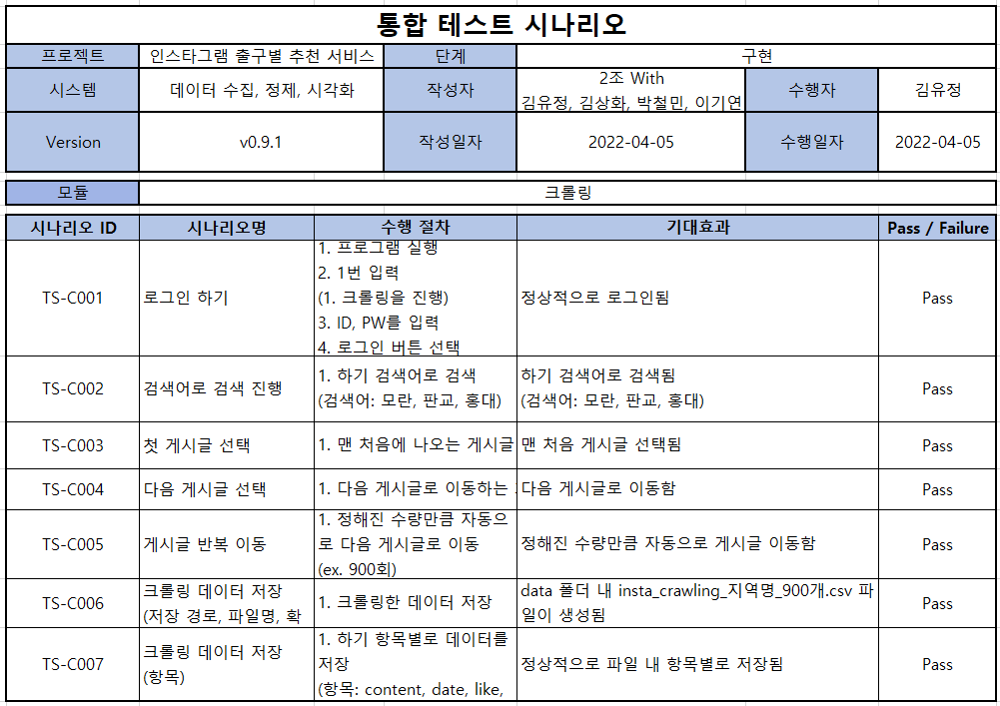 통합 테스트 시나리오
프로젝트 인스타그램 출구별 추천 서비스 단계 구현
시스템 데이터 수집, 정제, 시각화 작성자 2조 With
김유정, 김상화, 박철민, 이기연 수행자 김유정
Version v0.9.1 작성일자 2022-04-05 수행일자 2022-04-05
모듈 크롤링
시나리오 ID 시나리오명 수행 절차 기대효과 Pass / Failure
TS-C001 로그인 하기 1. 프로그램 실행
2. 1번 입력
(1. 크롤링을 진행)
3. ID, PW를 입력
4. 로그인 버튼 선택
정상적으로 로그인됨 Pass
TS-C002 검색어로 검색 진행 1. 하기 검색어로 검색
(검색어: 모란, 판교, 홍대)
하기 검색어로 검색됨
(검색어: 모란, 판교, 홍대)
Pass
TS-C003 첫 게시글 선택 1. 맨 처음에 나오는 게시글 맨 처음 게시글 선택됨 Pass
TS-C004 다음 게시글 선택 1. 다음 게시글로 이동하는 다음 게시글로 이동함 Pass
TS-C005 게시글 반복 이동 1. 정해진 수량만큼 자동으
로 다음 게시글로 이동
(ex. 900회)
정해진 수량만큼 자동으로 게시글 이동함 Pass
TS-C006 크롤링 데이터 저장
(저장 경로, 파일명, 확
1. 크롤링한 데이터 저장
data 폴더 내 insta_crawling_지역명_900개.csv 파
일이 생성됨
Pass
TS-C007 크롤링 데이터 저장
(항목)
1. 하기 항목별로 데이터를
저장
(항목: content, date, like,
정상적으로 파일 내 항목별로 저장됨 Pass